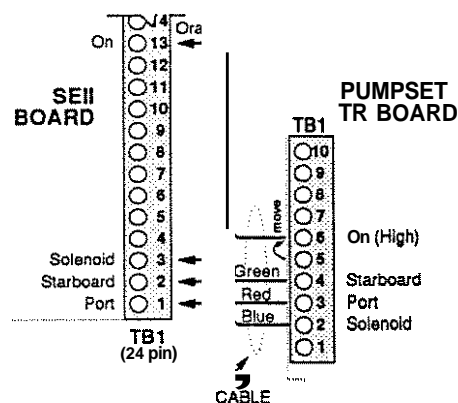 14
Ora
On
13
12
SEII
BOARD
11
10
9
8
7
6
5
4
Solenoid
3
Starboard
2
Port
1
TB1
(24 pin)
PUMPSET
TR BOARD
TB1
10
9
8
7
move
6
On (High)
5
Green
4
Starboard
Red
3
Port
Blue
2
Solenoid
1
CABLE